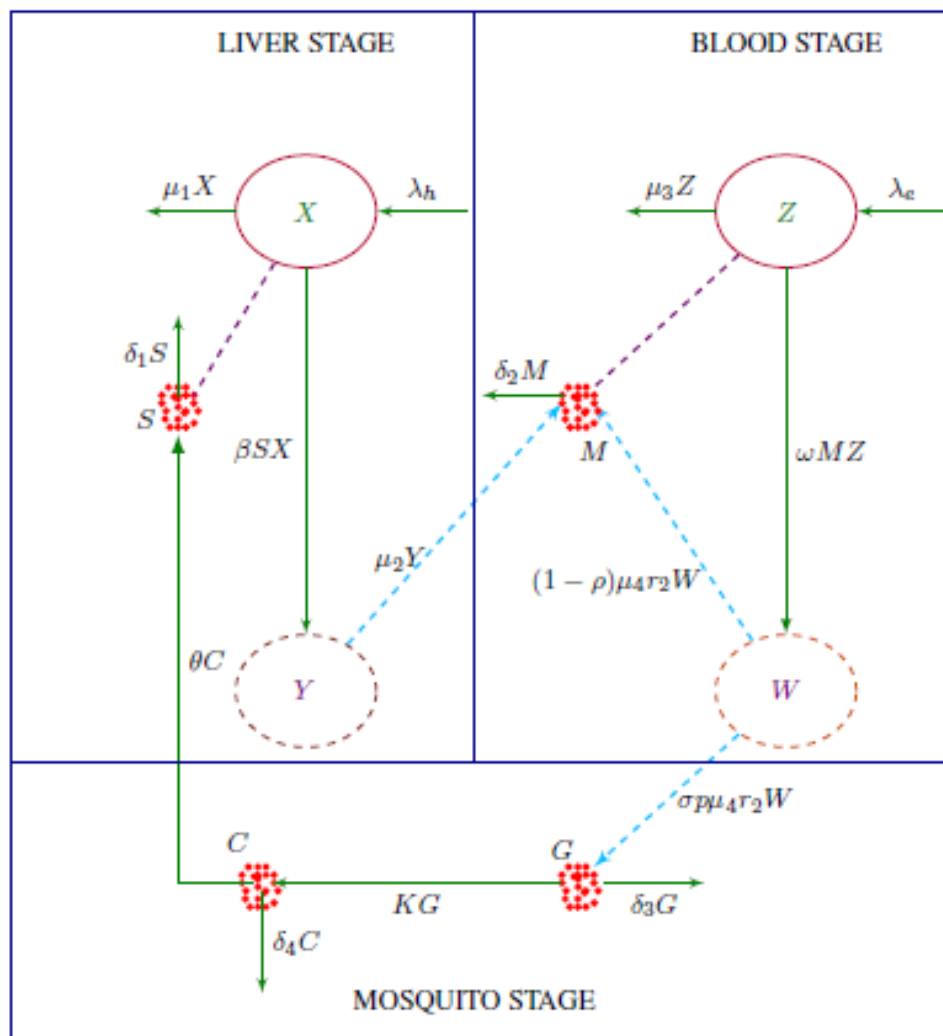 LIVER STAGE
BLOOD STAGE
μ₁X
X
λₕ
μ₃Z
Z
λₑ
δ₁S
S
δ₂M
M
βSX
ωMZ
μ₂Y
(1 − ρ)μ₄r₂W
θC
Y
W
σpμ₄r₂W
C
G
KG
δ₃G
δ₄C
MOSQUITO STAGE